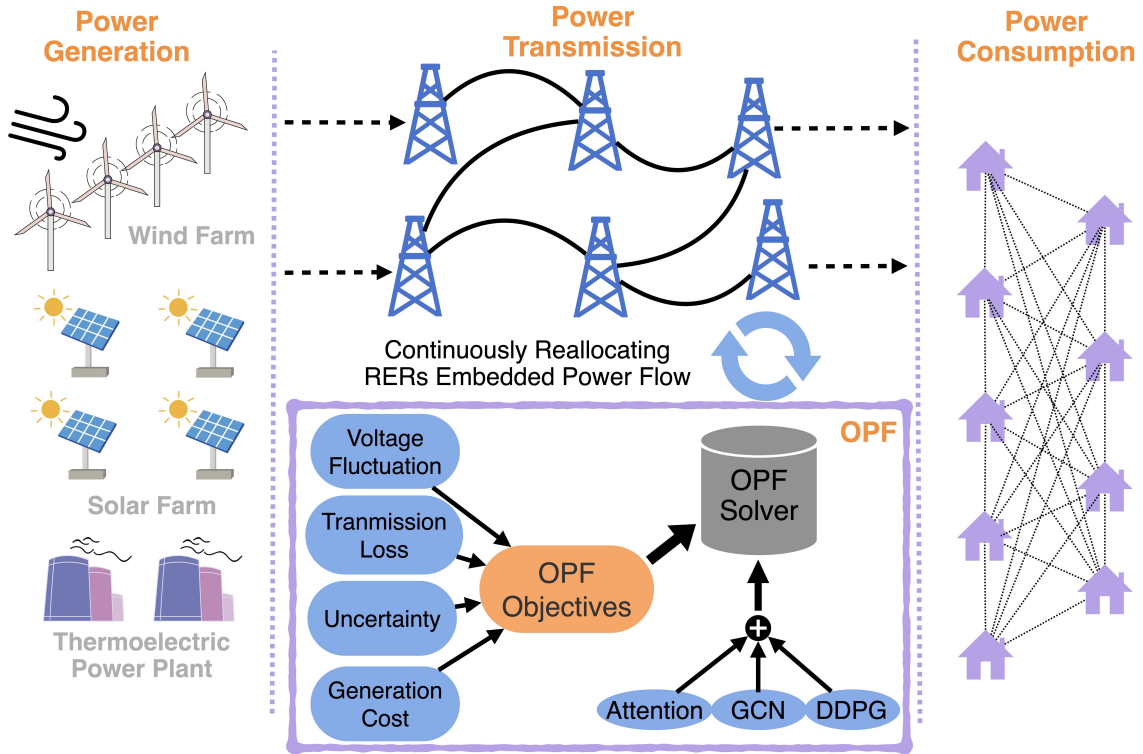 Power
Generation
Power
Transmission
Power
Consumption
Wind Farm
Solar Farm
Thermoelectric
Power Plant
Continuously Reallocating
RERs Embedded Power Flow
OPF
Voltage
Fluctuation
Tranmission
Loss
Uncertainty
Generation
Cost
OPF
Objectives
OPF
Solver
Attention
GCN
DDPG